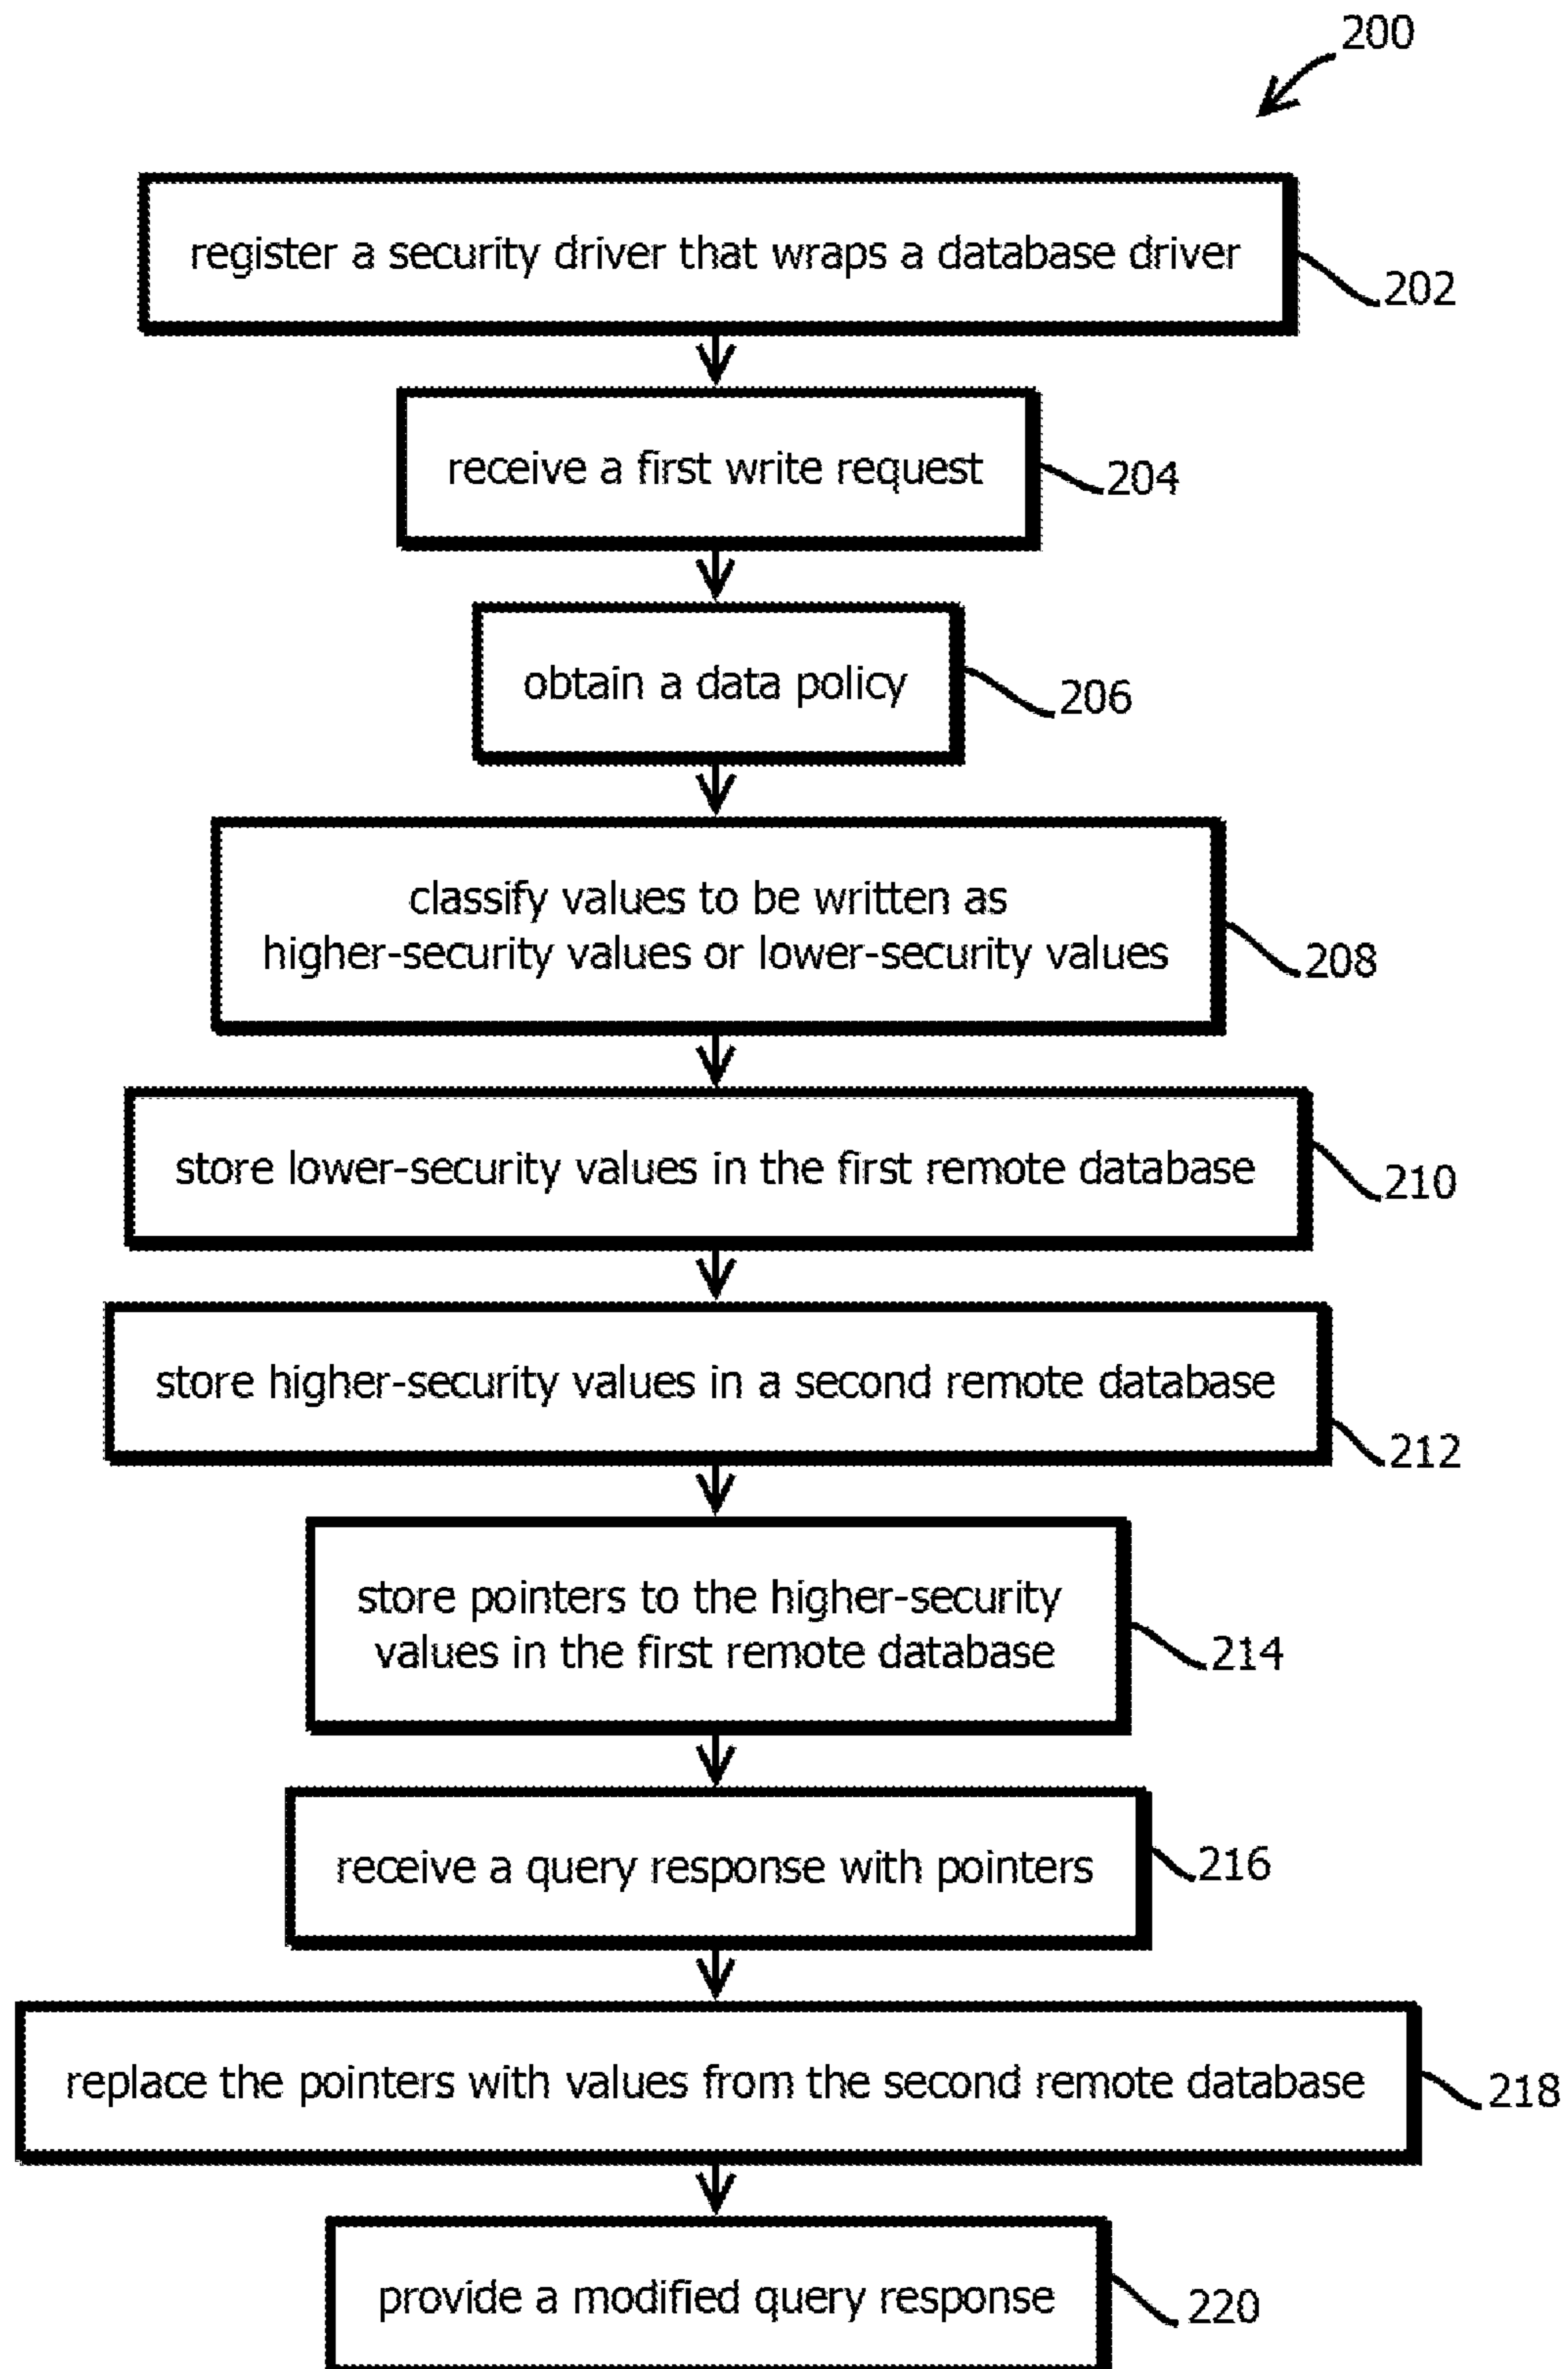 200
register a security driver that wraps a database driver
202
receive a first write request
204
obtain a data policy
206
classify values to be written as
higher-security values or lower-security values
208
store lower-security values in the first remote database
210
store higher-security values in a second remote database
212
store pointers to the higher-security
values in the first remote database
214
receive a query response with pointers
216
replace the pointers with values from the second remote database
218
provide a modified query response
220